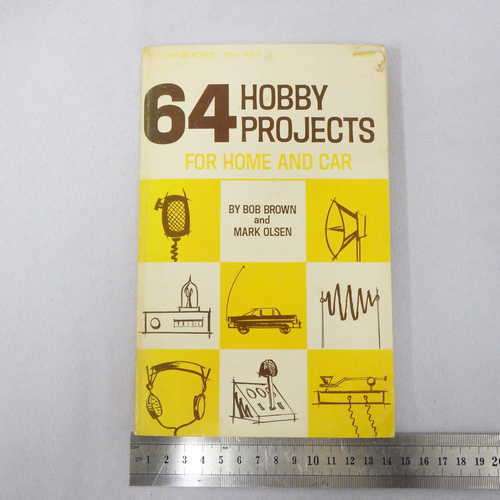 64 HOBBY
PROJECTS
FOR HOME AND CAR
BY BOB BROWN
and
MARK OLSEN
1 2 3 4 5 6 7 8 9 10 11 12 13 14 15 16 17 18 19 20